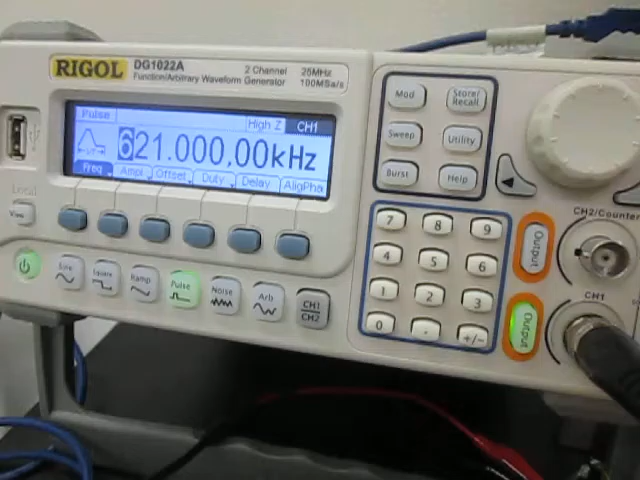 RIGOL DG1022A 2 Channel 25MHz
Function/Arbitrary Waveform Generator 100MSa/s
Pulse
High Z CH1
621.000,00kHz
Freq Ampl Offset Duty Delay AligPha
Local
View
Mod
Store/
Recall
Sweep
Utility
Burst
Help
7 8 9
4 5 6
1 2 3
0 . +/-
Output
Output
CH2/Counter
CH1
Sine
Square
Ramp
Pulse
Noise
Arb
CH1
CH2